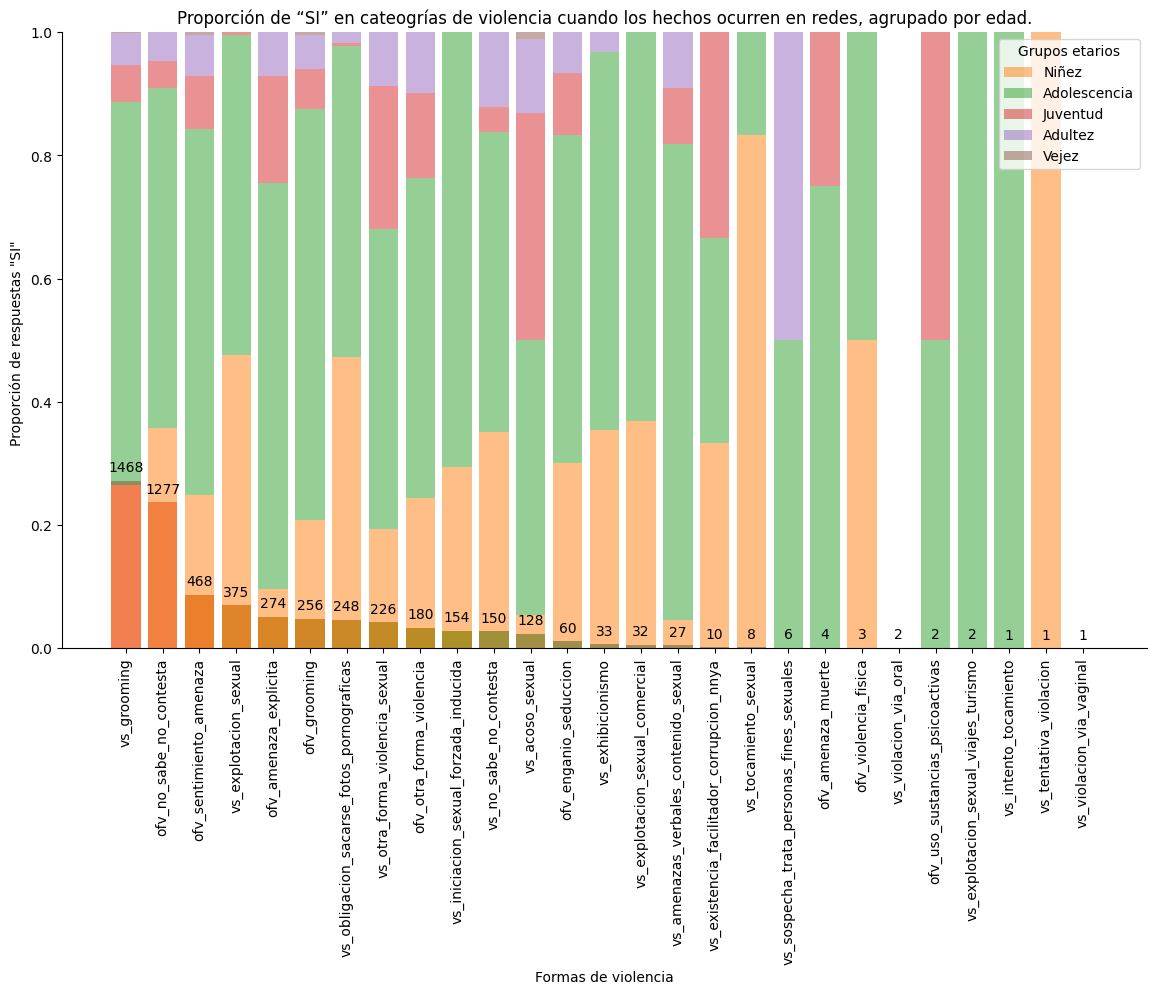 Proporción de “SI” en cateogrías de violencia cuando los hechos ocurren en redes, agrupado por edad.
Proporción de respuestas "SI"
1.0
0.8
0.6
0.4
0.2
0.0
Grupos etarios
Niñez
Adolescencia
Juventud
Adultez
Vejez
1468
1277
468
375
274
256
248
226
180
154
150
128
60
33
32
27
10
8
6
4
3
2
2
2
1
1
1
vs_grooming
ofv_no_sabe_no_contesta
ofv_sentimiento_amenaza
vs_explotacion_sexual
ofv_amenaza_explicita
ofv_grooming
vs_obligacion_sacarse_fotos_pornograficas
vs_otra_forma_violencia_sexual
ofv_otra_forma_violencia
vs_iniciacion_sexual_forzada_inducida
vs_no_sabe_no_contesta
vs_acoso_sexual
ofv_enganio_seduccion
vs_exhibicionismo
vs_explotacion_sexual_comercial
vs_amenazas_verbales_contenido_sexual
vs_existencia_facilitador_corrupcion_nnya
vs_tocamiento_sexual
vs_sospecha_trata_personas_fines_sexuales
ofv_amenaza_muerte
ofv_violencia_fisica
vs_violacion_via_oral
ofv_uso_sustancias_psicoactivas
vs_explotacion_sexual_viajes_turismo
vs_intento_tocamiento
vs_tentativa_violacion
vs_violacion_via_vaginal
Formas de violencia